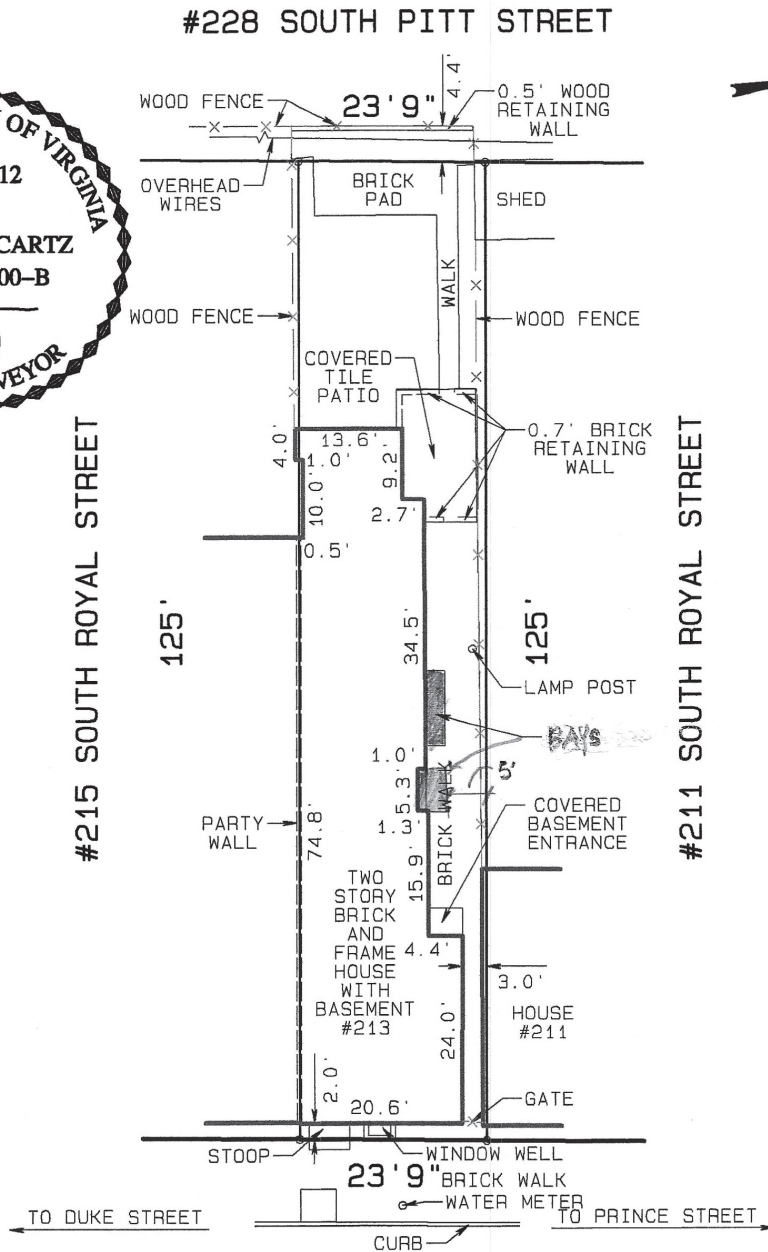 #228 SOUTH PITT STREET
WOOD FENCE
23'9"
4.4'
0.5' WOOD
RETAINING
WALL
OF VIRGINIA
12
CARTZ
00-B
VEYOR
OVERHEAD
WIRES
BRICK
PAD
SHED
WALK
WOOD FENCE
WOOD FENCE
COVERED
TILE
PATIO
0.7' BRICK
RETAINING
WALL
4.0'
13.6'
1.0'
9.2'
10.0'
2.7'
0.5'
#215 SOUTH ROYAL STREET
125'
34.5'
125'
#211 SOUTH ROYAL STREET
LAMP POST
BAYS
1.0'
5.3'
5'
1.3'
BRICK WALK
COVERED
BASEMENT
ENTRANCE
PARTY
WALL
74.8'
15.9'
TWO
STORY
BRICK
AND
FRAME
HOUSE
WITH
BASEMENT
#213
4.4'
3.0'
HOUSE
#211
24.0'
2.0'
20.6'
GATE
STOOP
WINDOW WELL
23'9"
BRICK WALK
WATER METER
TO DUKE STREET
TO PRINCE STREET
CURB